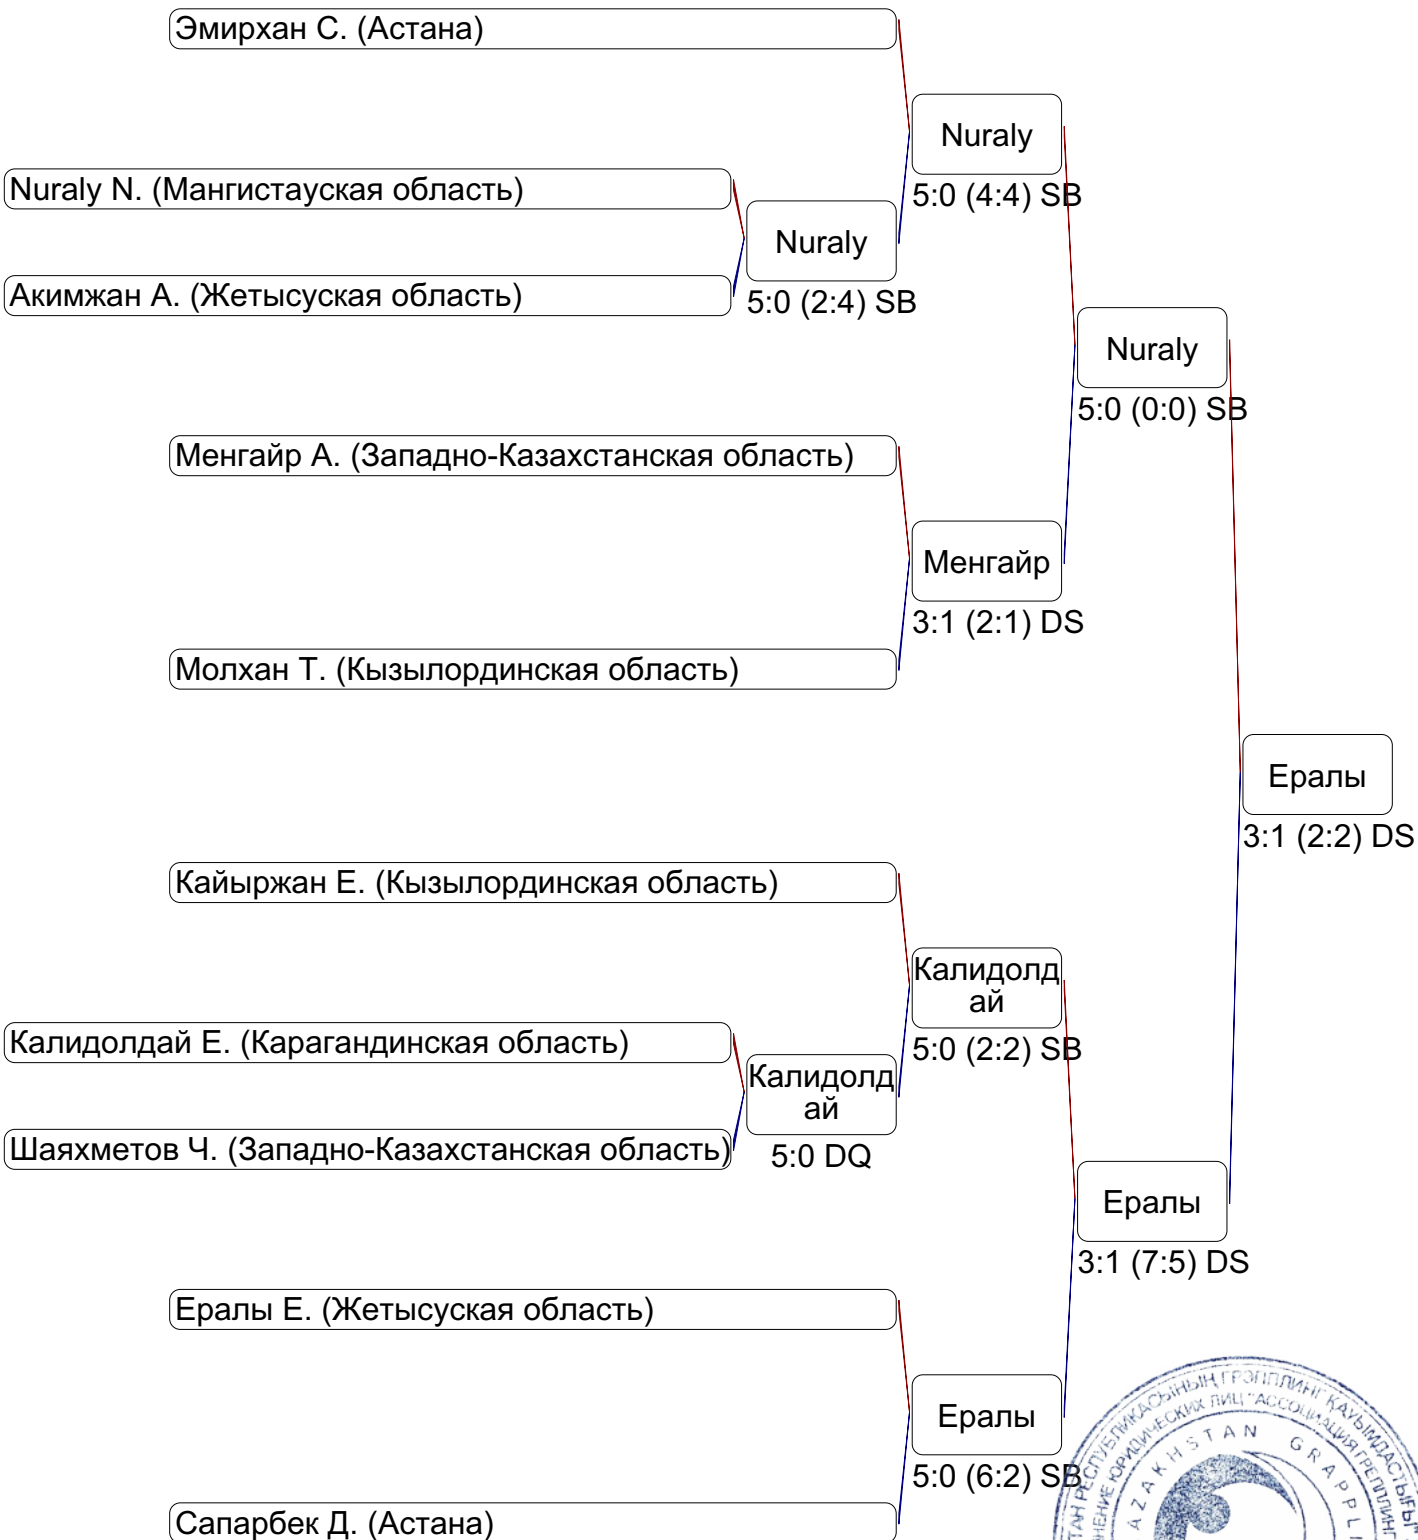 Эмирхан С. (Астана)
Nuraly
5:0 (4:4) SB
Nuraly N. (Мангистауская область)
Nuraly
5:0 (2:4) SB
Акимжан А. (Жетысуская область)
Nuraly
5:0 (0:0) SB
Менгайр А. (Западно-Казахстанская область)
Менгайр
3:1 (2:1) DS
Молхан Т. (Кызылординская область)
Ералы
3:1 (2:2) DS
Кайыржан Е. (Кызылординская область)
Калидолд
ай
5:0 (2:2) SB
Калидолдай Е. (Карагандинская область)
Калидолд
ай
5:0 DQ
Шаяхметов Ч. (Западно-Казахстанская область)
Ералы
3:1 (7:5) DS
Ералы Е. (Жетысуская область)
Ералы
5:0 (6:2) SB
Сапарбек Д. (Астана)